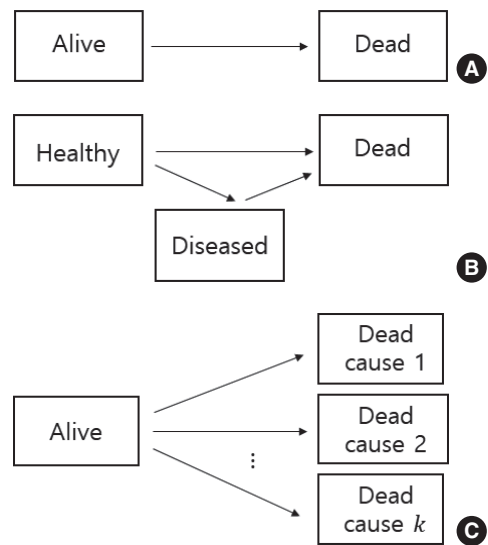 Alive
Dead
A
Healthy
Dead
Diseased
B
Dead
cause 1
Alive
Dead
cause 2
⋮
Dead
cause k
C